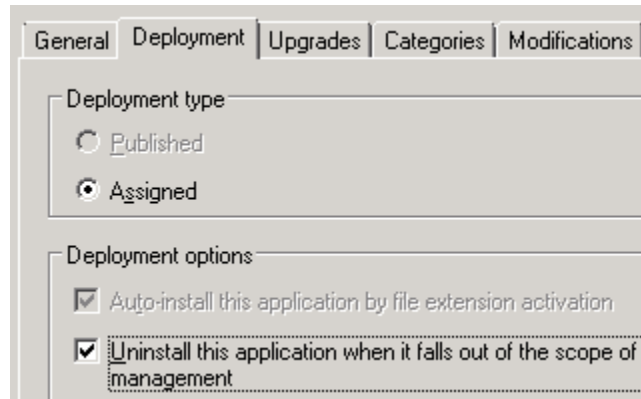 General Deployment Upgrades Categories Modifications
Deployment type
Published
Assigned
Deployment options
Auto-install this application by file extension activation
Uninstall this application when it falls out of the scope of
management